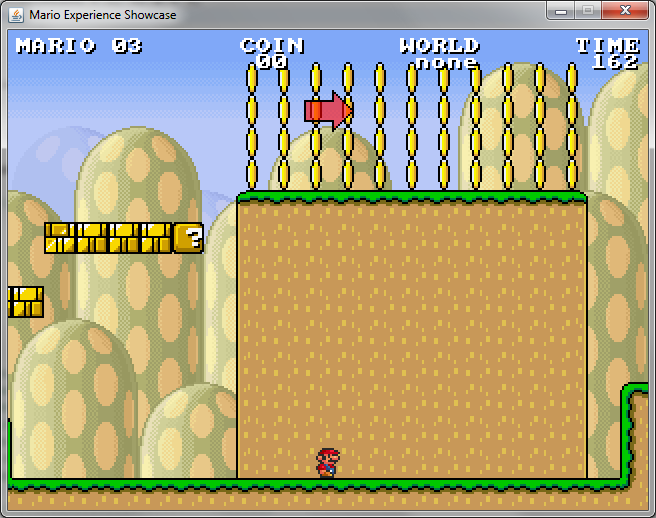 Mario Experience Showcase
MARIO 03 COIN WORLD TIME
00 none 162
?